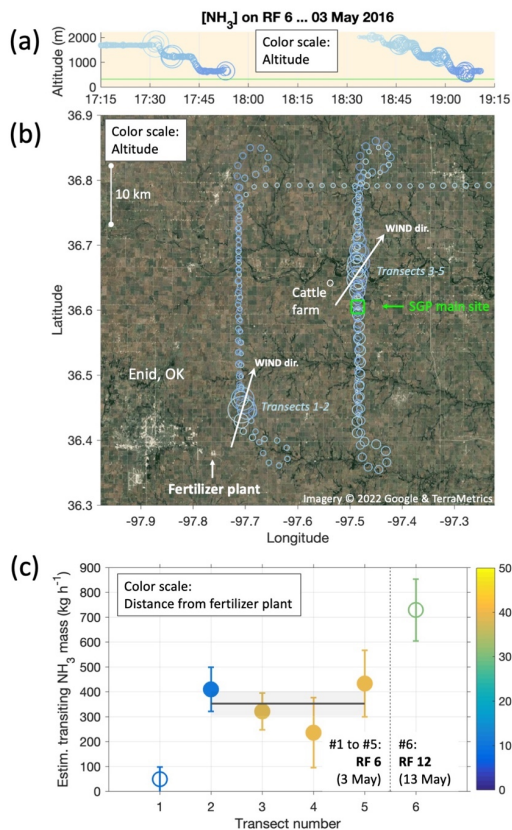 [NH3] on RF 6 ... 03 May 2016
(a)
Altitude (m)
2000
1000
0
Color scale:
Altitude
17:15 17:30 17:45 18:00 18:15 18:30 18:45 19:00 19:15
(b)
36.9
Color scale:
Altitude
10 km
36.8
36.7
36.6
36.5
36.4
36.3
Latitude
WIND dir.
Transects 3-5
Cattle
farm
SGP main site
WIND dir.
Enid, OK
Transects 1-2
Fertilizer plant
Imagery © 2022 Google & TerraMetrics
-97.9 -97.8 -97.7 -97.6 -97.5 -97.4 -97.3
Longitude
(c)
Estim. transiting NH3 mass (kg h-1)
900
800
700
600
500
400
300
200
100
0
Color scale:
Distance from fertilizer plant
50
40
30
20
10
0
#1 to #5:
RF 6
(3 May)
#6:
RF 12
(13 May)
1 2 3 4 5 6
Transect number